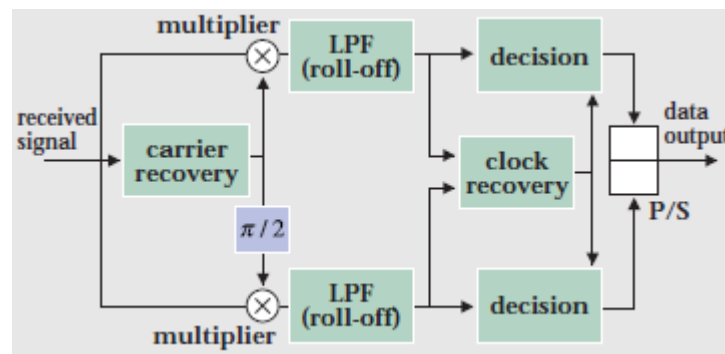 multiplier
LPF
(roll-off)
decision
received
signal
carrier
recovery
clock
recovery
data
output
π/2
P/S
LPF
(roll-off)
decision
multiplier